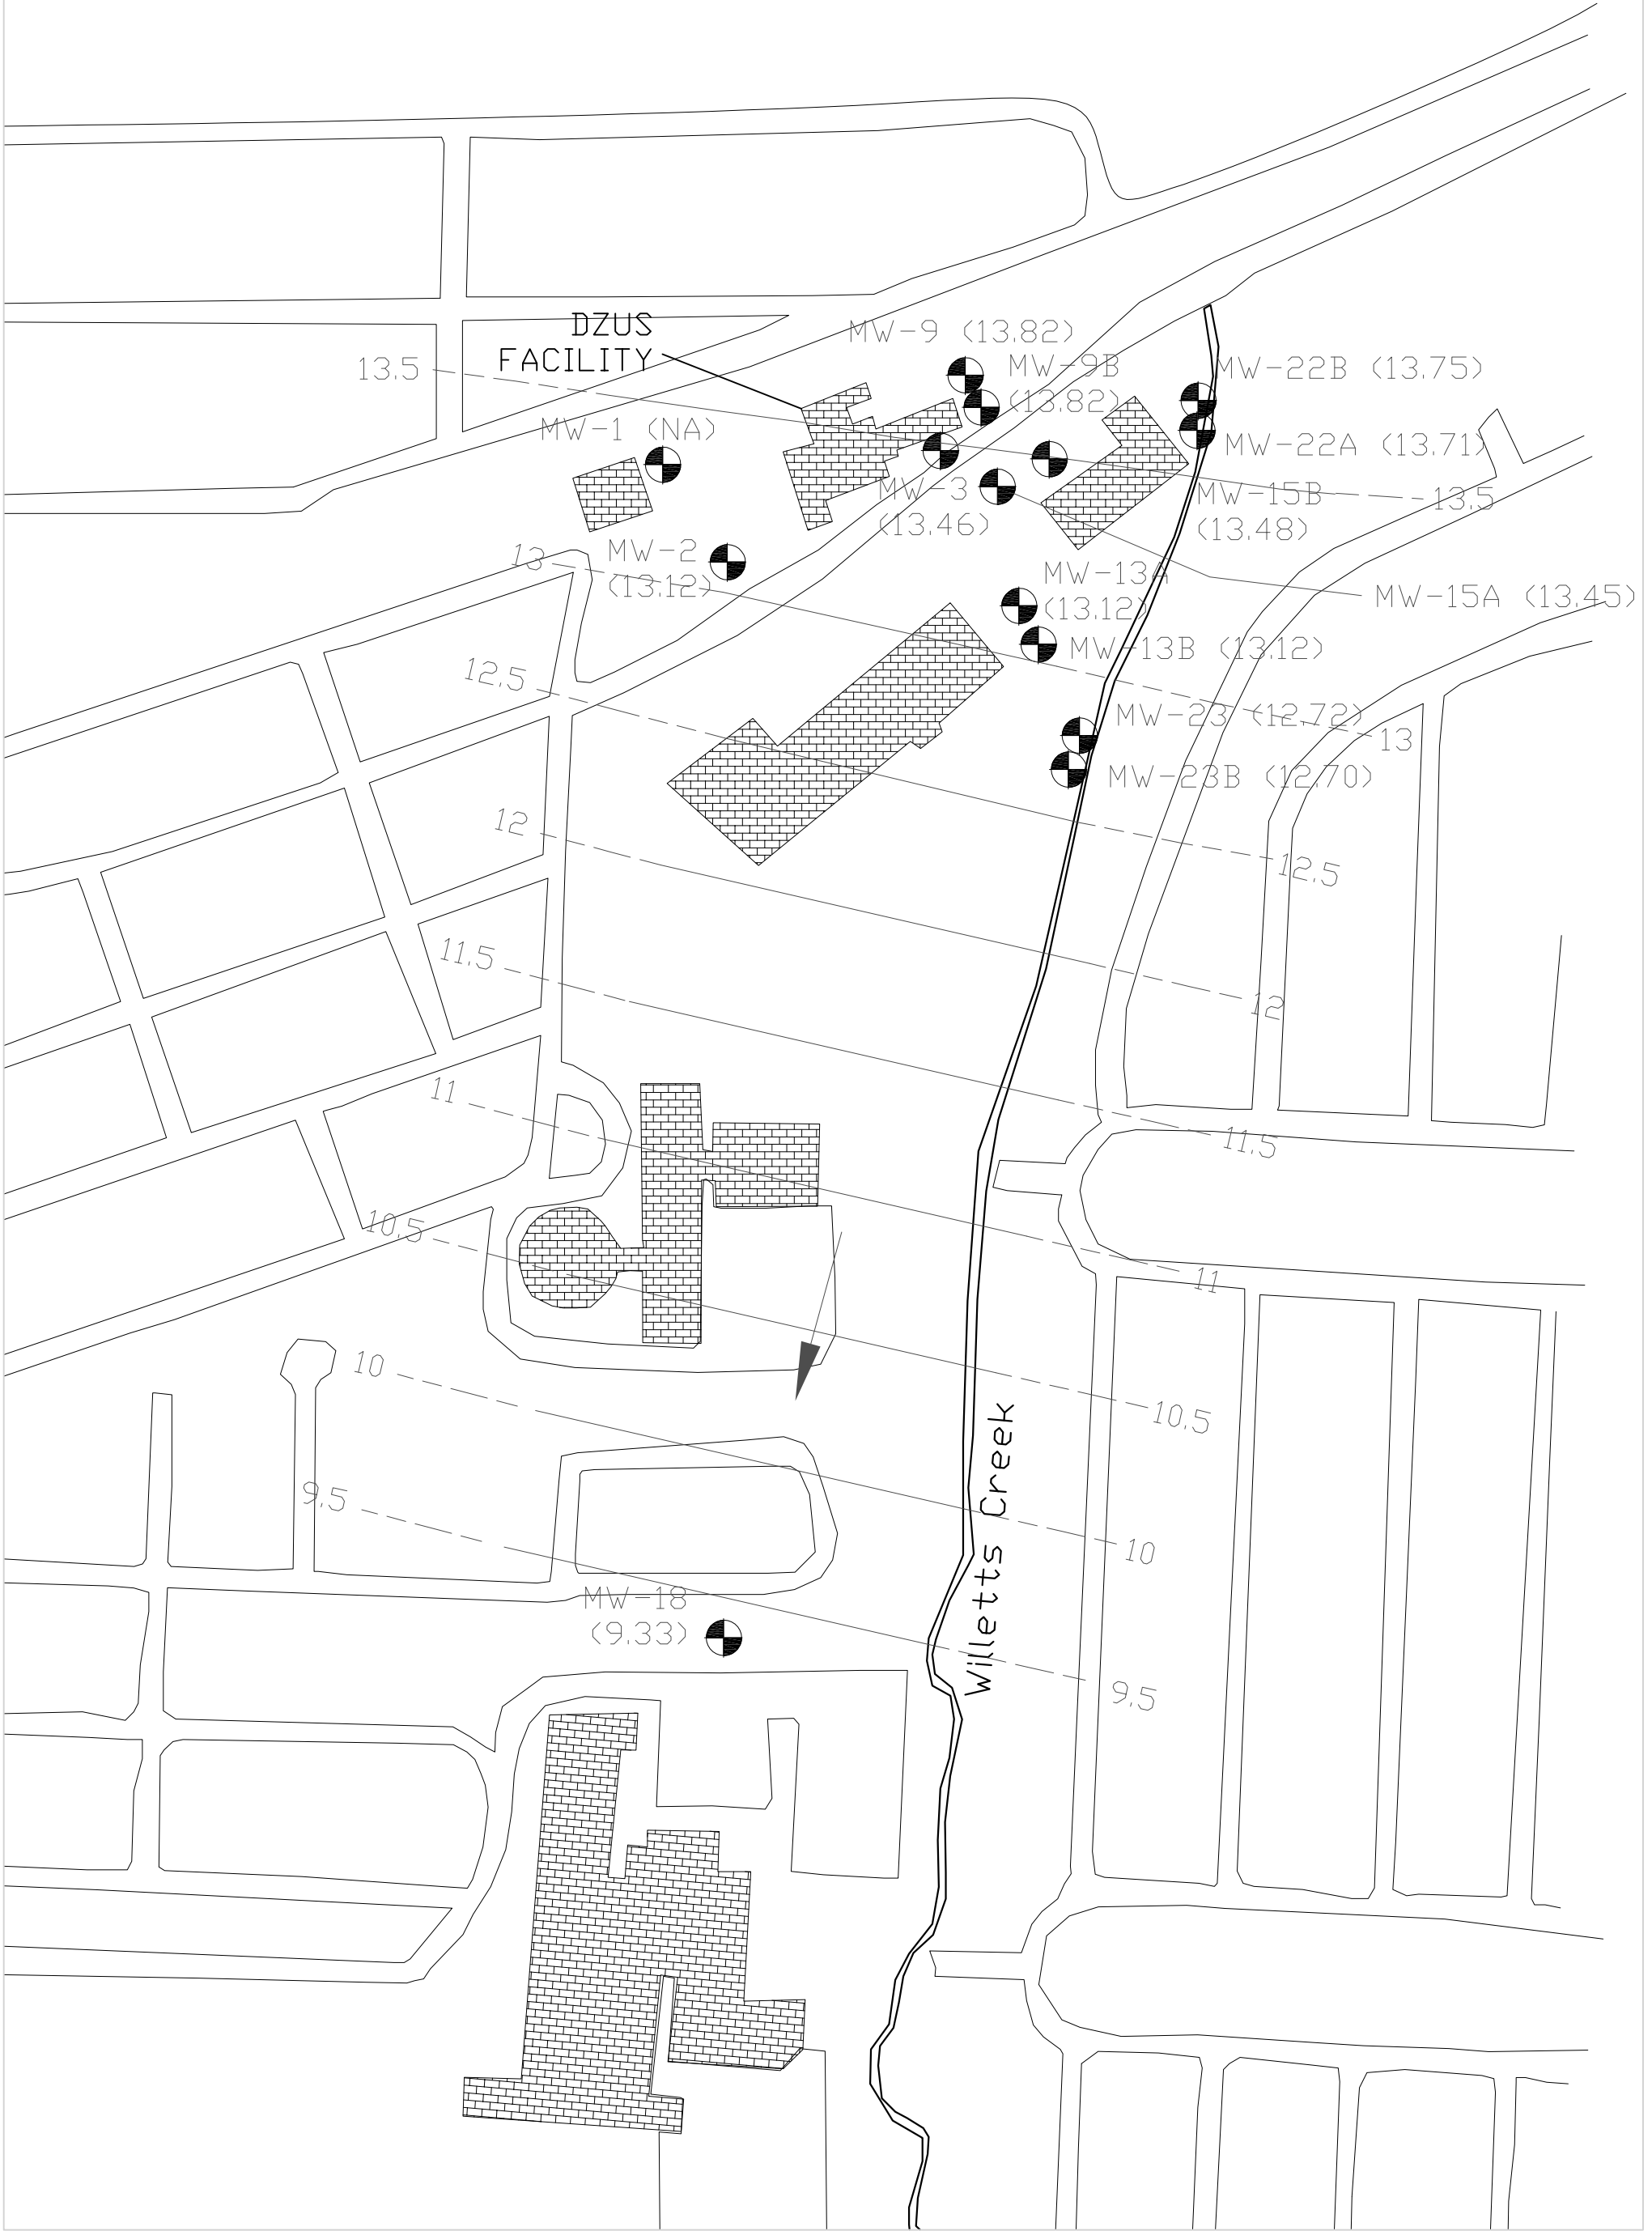 MW-9 (13.82)
DZUS
FACILITY
13.5
MW-9B
(13.82)
MW-22B (13.75)
MW-1 (NA)
MW-22A (13.71)
MW-3
(13.46)
MW-15B
(13.48)
13.5
13
MW-2
(13.12)
MW-13A
(13.12)
MW-15A (13.45)
MW-13B (13.12)
12.5
MW-23 (12.72)
13
MW-23B (12.70)
12
12.5
11.5
12
11
11.5
10.5
11
10
10.5
Willetts Creek
9.5
10
MW-18
(9.33)
9.5